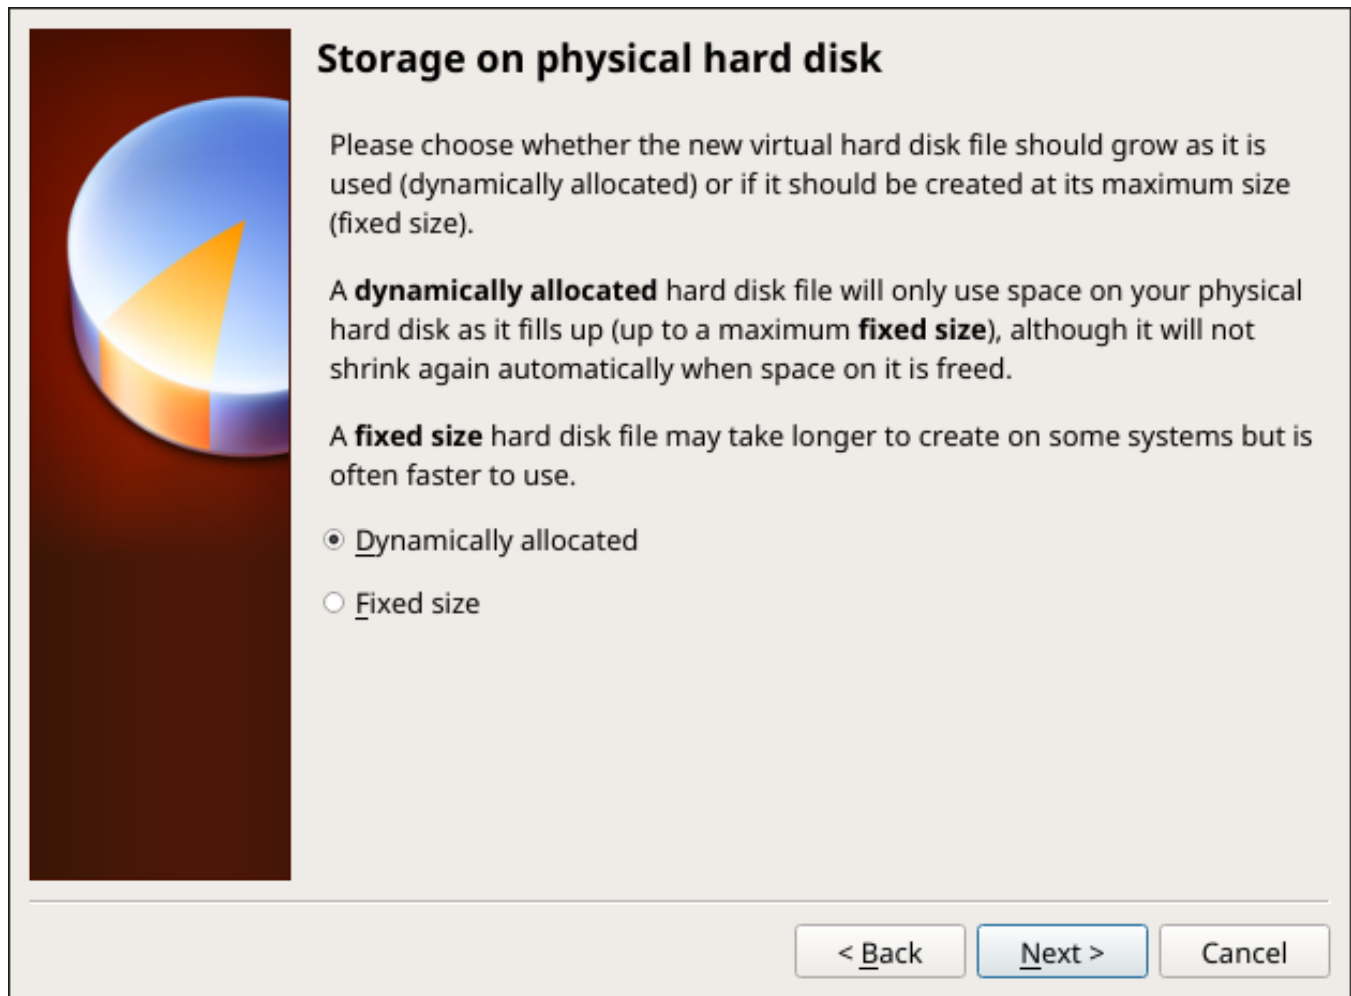 Storage on physical hard disk
Please choose whether the new virtual hard disk file should grow as it is
used (dynamically allocated) or if it should be created at its maximum size
(fixed size).
A dynamically allocated hard disk file will only use space on your physical
hard disk as it fills up (up to a maximum fixed size), although it will not
shrink again automatically when space on it is freed.
A fixed size hard disk file may take longer to create on some systems but is
often faster to use.
Dynamically allocated
Fixed size
< Back Next > Cancel